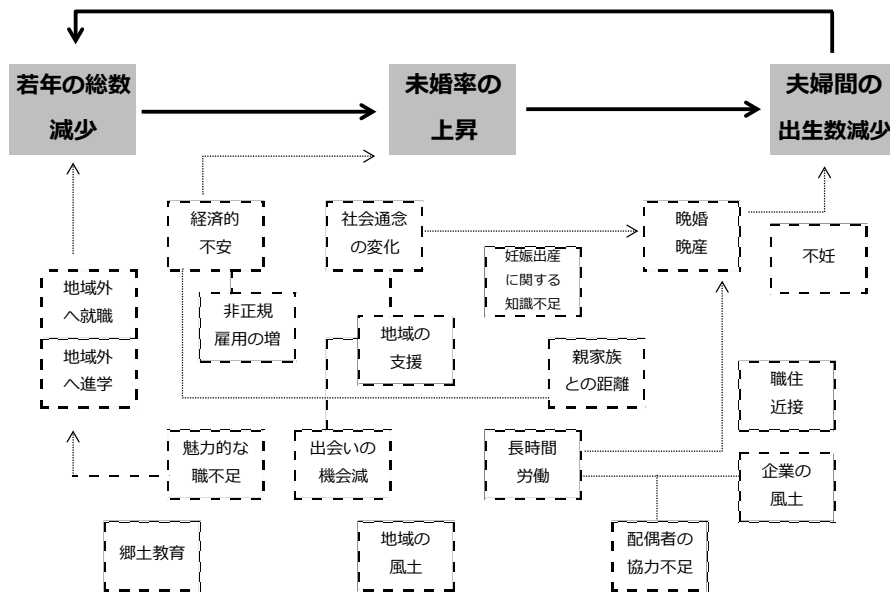 若年の総数
減少
未婚率の
上昇
夫婦間の
出生数減少
経済的
不安
社会通念
の変化
晩婚
晩産
不妊
妊娠出産
に関する
知識不足
地域外
へ就職
非正規
雇用の増
地域の
支援
地域外
へ進学
親家族
との距離
職住
近接
魅力的な
職不足
出会いの
機会減
長時間
労働
企業の
風土
郷土教育
地域の
風土
配偶者の
協力不足